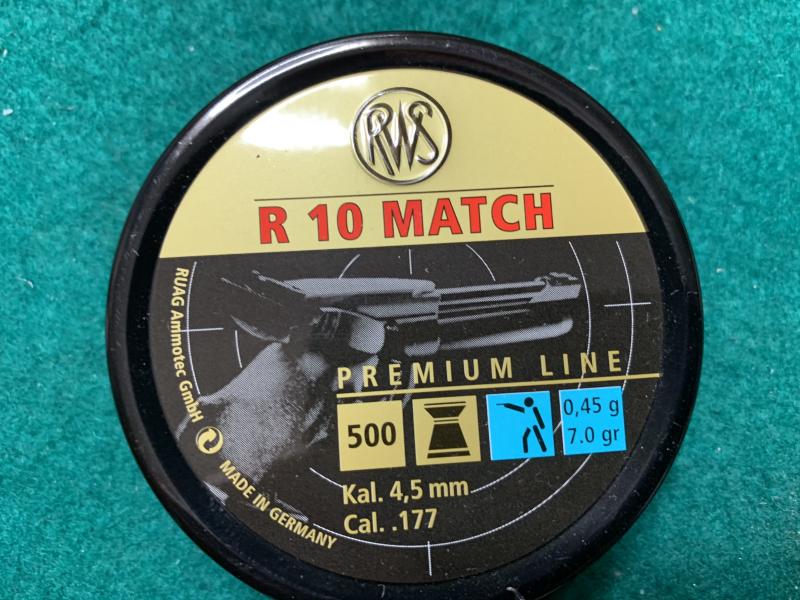 RWS
R 10 MATCH
PREMIUM LINE
500
0,45 g
7.0 gr
Kal. 4,5 mm
Cal. .177
RUAG Ammotec GmbH
MADE IN GERMANY